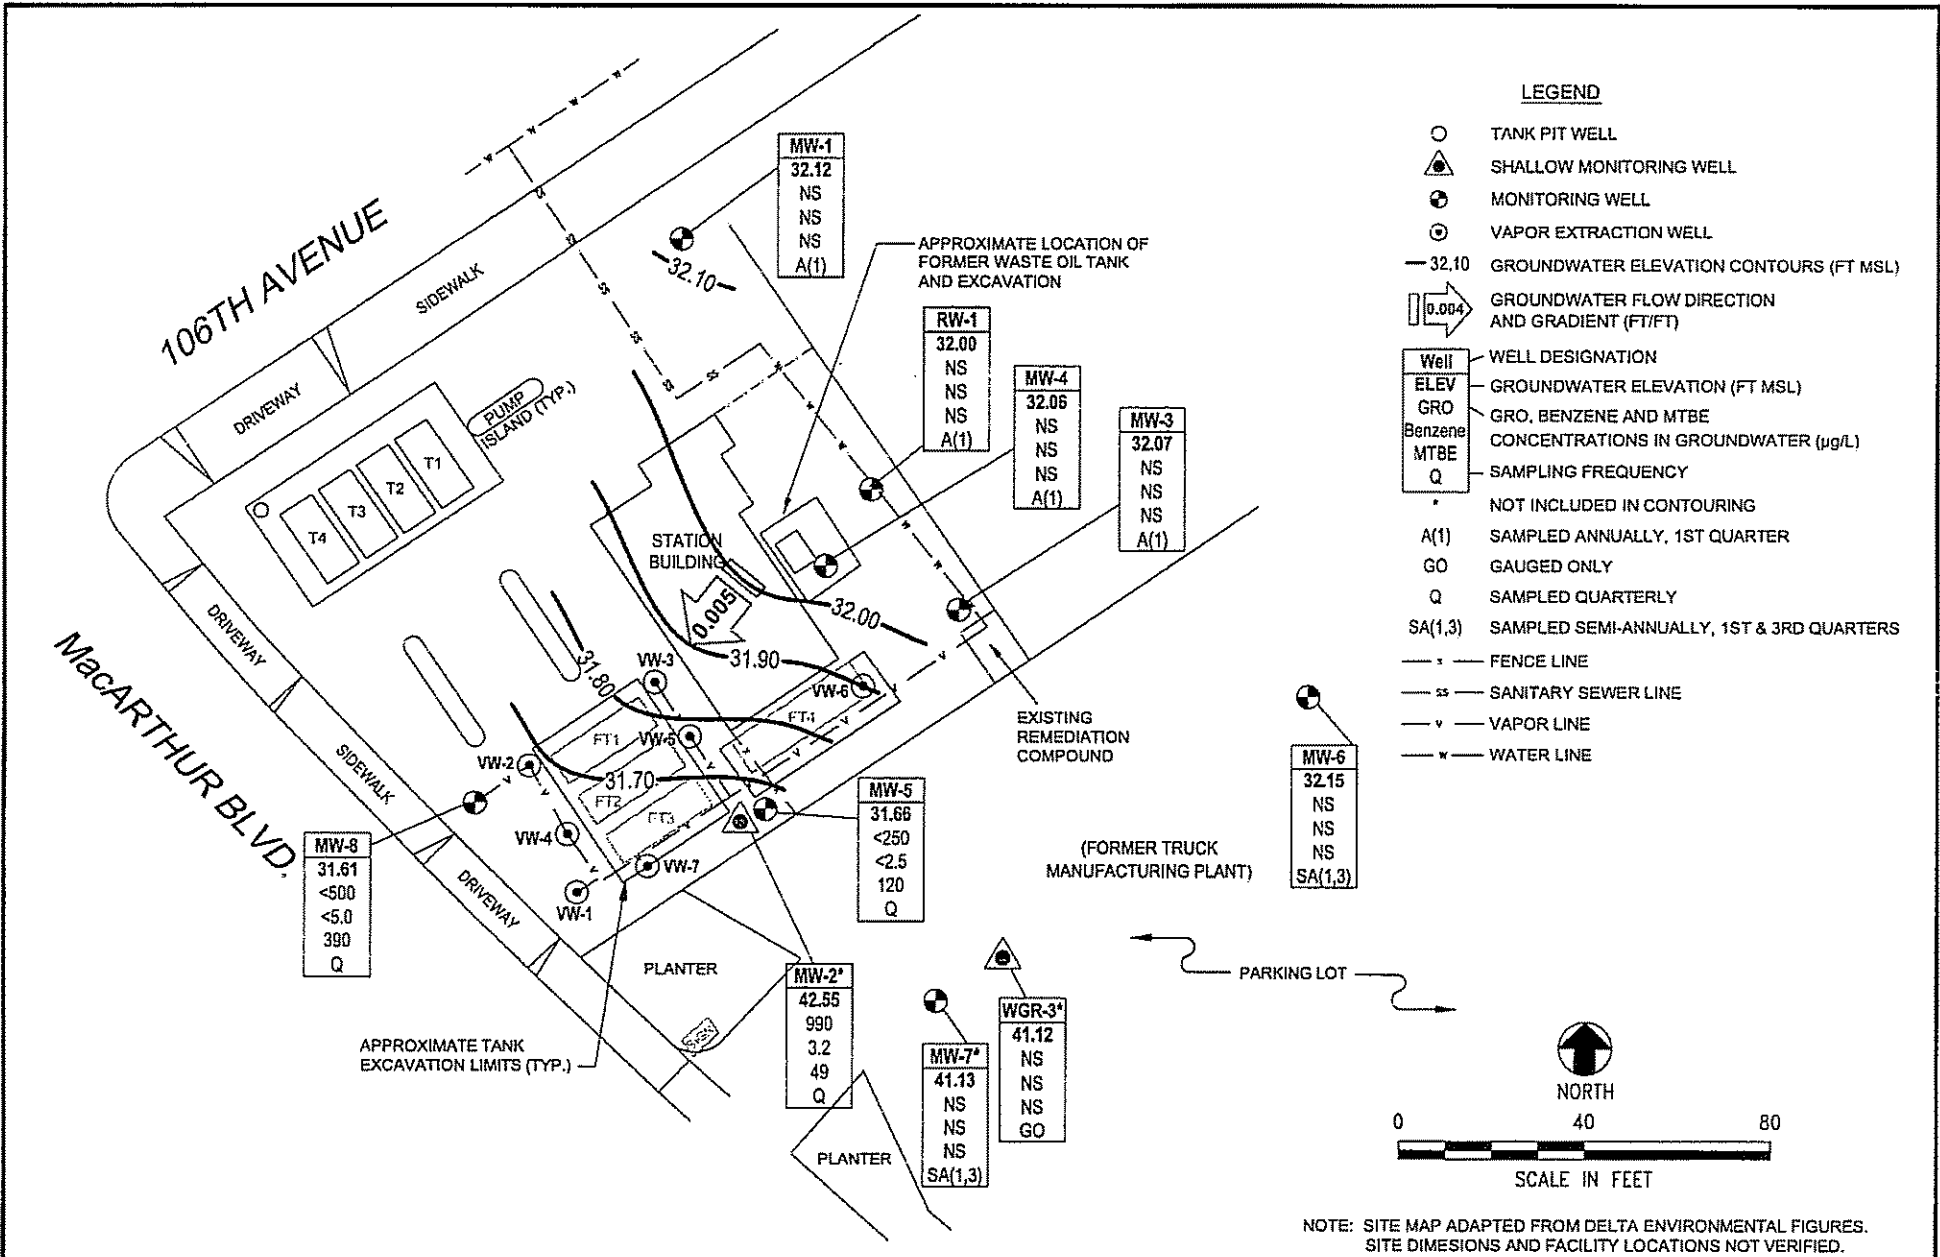 LEGEND
TANK PIT WELL
SHALLOW MONITORING WELL
MONITORING WELL
VAPOR EXTRACTION WELL
32.10 GROUNDWATER ELEVATION CONTOURS (FT MSL)
0.004 GROUNDWATER FLOW DIRECTION
AND GRADIENT (FT/FT)
Well WELL DESIGNATION
ELEV GROUNDWATER ELEVATION (FT MSL)
GRO GRO, BENZENE AND MTBE
Benzene CONCENTRATIONS IN GROUNDWATER (µg/L)
MTBE
Q SAMPLING FREQUENCY
* NOT INCLUDED IN CONTOURING
A(1) SAMPLED ANNUALLY, 1ST QUARTER
GO GAUGED ONLY
Q SAMPLED QUARTERLY
SA(1,3) SAMPLED SEMI-ANNUALLY, 1ST & 3RD QUARTERS
x FENCE LINE
SS SANITARY SEWER LINE
V VAPOR LINE
W WATER LINE
106TH AVENUE
MacARTHUR BLVD.
SIDEWALK
DRIVEWAY
DRIVEWAY
SIDEWALK
DRIVEWAY
PUMP
ISLAND (TYP.)
T1
T2
T3
T4
MW-1
32.12
NS
NS
NS
A(1)
32.10
APPROXIMATE LOCATION OF
FORMER WASTE OIL TANK
AND EXCAVATION
RW-1
32.00
NS
NS
NS
A(1)
MW-4
32.06
NS
NS
NS
A(1)
MW-3
32.07
NS
NS
NS
A(1)
STATION
BUILDING
0.005
32.00
31.90
31.80
31.70
VW-3
VW-6
VW-5
VW-2
VW-4
VW-7
VW-1
FT1
FT2
FT3
FT4
EXISTING
REMEDIATION
COMPOUND
MW-6
32.15
NS
NS
NS
SA(1,3)
MW-5
31.66
<250
<2.5
120
Q
MW-8
31.61
<500
<5.0
390
Q
(FORMER TRUCK
MANUFACTURING PLANT)
PARKING LOT
PLANTER
SIGN
MW-2*
42.55
990
3.2
49
Q
APPROXIMATE TANK
EXCAVATION LIMITS (TYP.)
MW-7*
41.13
NS
NS
NS
SA(1,3)
WGR-3*
41.12
NS
NS
NS
GO
PLANTER
NORTH
0 40 80
SCALE IN FEET
NOTE: SITE MAP ADAPTED FROM DELTA ENVIRONMENTAL FIGURES.
SITE DIMESIONS AND FACILITY LOCATIONS NOT VERIFIED.